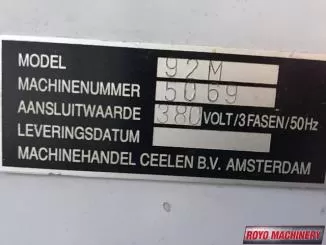 MODEL 92M
MACHINENUMMER 5069
AANSLUITWAARDE 380 VOLT/3 FASEN/50Hz
LEVERINGSDATUM
MACHINEHANDEL CEELEN B.V. AMSTERDAM
ROYO MACHINERY